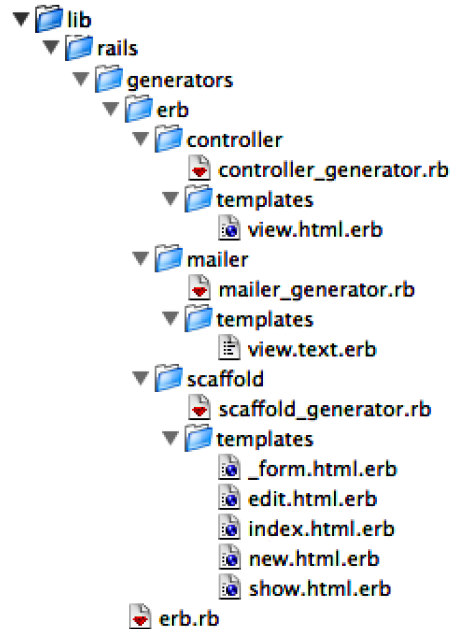 lib
rails
generators
erb
controller
controller_generator.rb
templates
view.html.erb
mailer
mailer_generator.rb
templates
view.text.erb
scaffold
scaffold_generator.rb
templates
_form.html.erb
edit.html.erb
index.html.erb
new.html.erb
show.html.erb
erb.rb